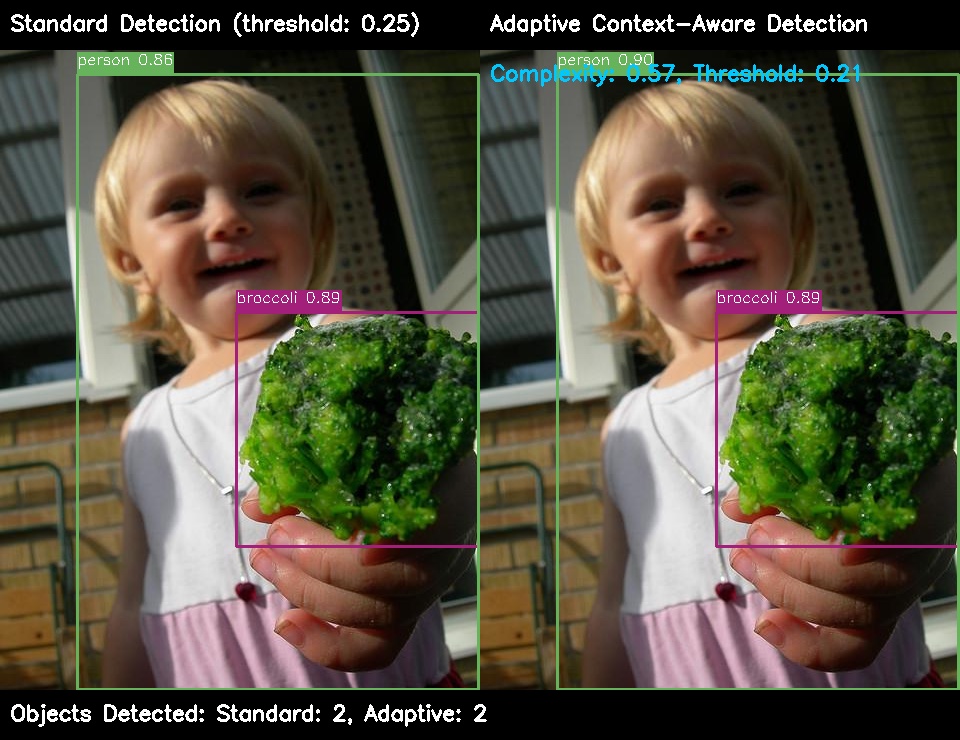 Standard Detection (threshold: 0.25)
Adaptive Context-Aware Detection
person 0.86
person 0.90
Complexity: 0.57, Threshold: 0.21
broccoli 0.89
broccoli 0.89
Objects Detected: Standard: 2, Adaptive: 2